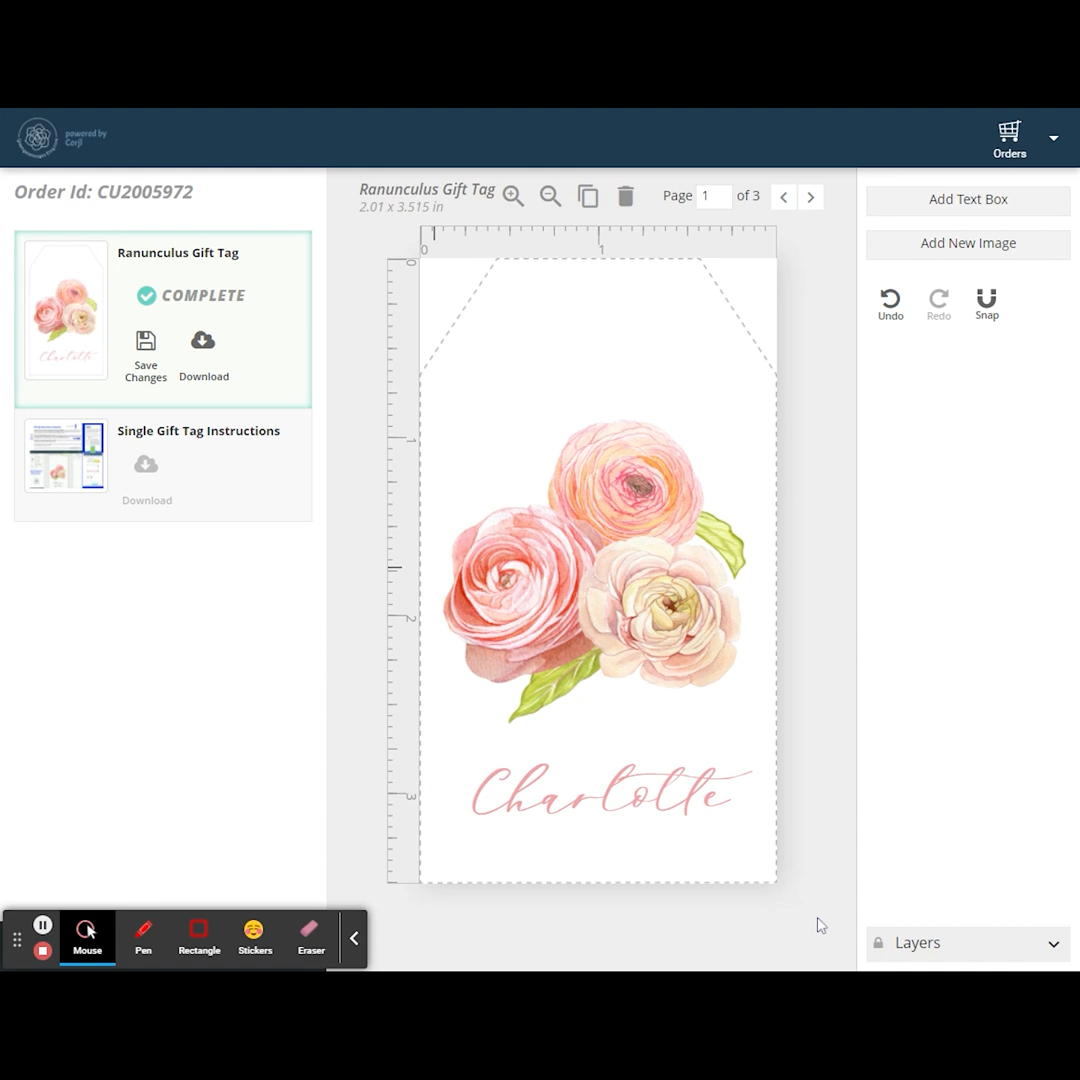 powered by
Corjl
Orders
Order Id: CU2005972
Ranunculus Gift Tag
COMPLETE
Save
Changes
Download
Single Gift Tag Instructions
Download
Ranunculus Gift Tag
2.01 x 3.515 in
Page 1 of 3
0 1
0
1
2
3
Charlotte
Charlotte
Add Text Box
Add New Image
Undo
Redo
Snap
Layers
Mouse
Pen
Rectangle
Stickers
Eraser